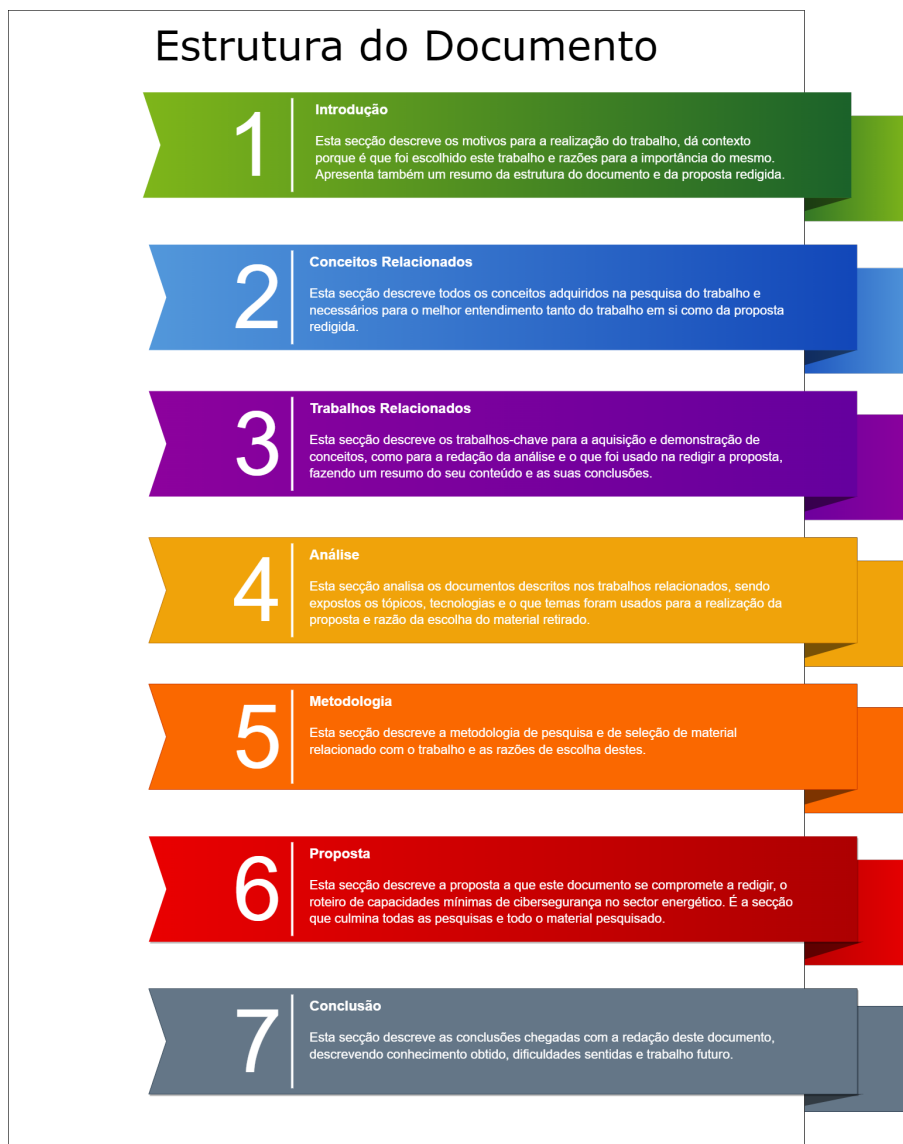 Estrutura do Documento
1
Introdução
Esta secção descreve os motivos para a realização do trabalho, dá contexto
porque é que foi escolhido este trabalho e razões para a importância do mesmo.
Apresenta também um resumo da estrutura do documento e da proposta redigida.
2
Conceitos Relacionados
Esta secção descreve todos os conceitos adquiridos na pesquisa do trabalho e
necessários para o melhor entendimento tanto do trabalho em si como da proposta
redigida.
3
Trabalhos Relacionados
Esta secção descreve os trabalhos-chave para a aquisição e demonstração de
conceitos, como para a redação da análise e o que foi usado na redigir a proposta,
fazendo um resumo do seu conteúdo e as suas conclusões.
4
Análise
Esta secção analisa os documentos descritos nos trabalhos relacionados, sendo
expostos os tópicos, tecnologias e o que temas foram usados para a realização da
proposta e razão da escolha do material retirado.
5
Metodologia
Esta secção descreve a metodologia de pesquisa e de seleção de material
relacionado com o trabalho e as razões de escolha destes.
6
Proposta
Esta secção descreve a proposta a que este documento se compromete a redigir, o
roteiro de capacidades mínimas de cibersegurança no sector energético. É a secção
que culmina todas as pesquisas e todo o material pesquisado.
7
Conclusão
Esta secção descreve as conclusões chegadas com a redação deste documento,
descrevendo conhecimento obtido, dificuldades sentidas e trabalho futuro.